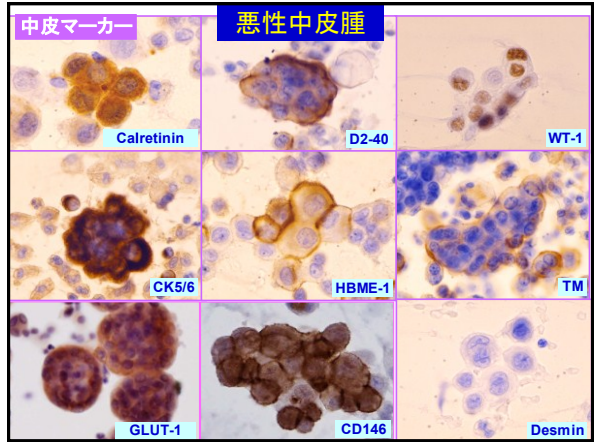 中皮マーカー
悪性中皮腫
Calretinin
D2-40
WT-1
CK5/6
HBME-1
TM
GLUT-1
CD146
Desmin